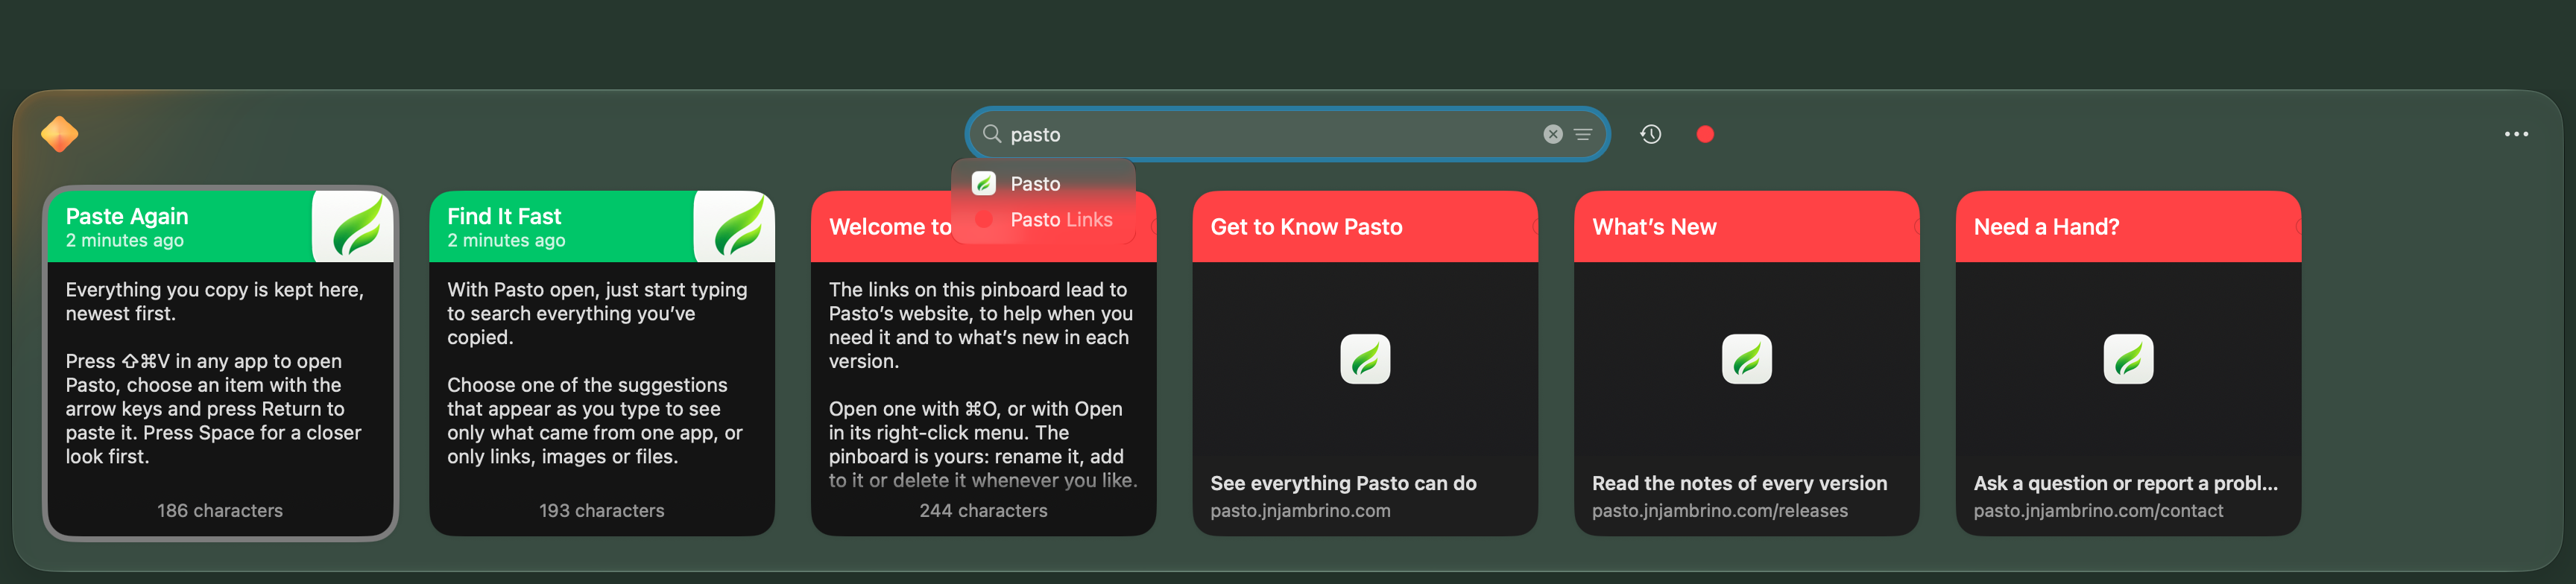 pasto
Pasto
Pasto Links
Paste Again
2 minutes ago
Everything you copy is kept here,
newest first.
Press ⇧⌘V in any app to open
Pasto, choose an item with the
arrow keys and press Return to
paste it. Press Space for a closer
look first.
186 characters
Find It Fast
2 minutes ago
With Pasto open, just start typing
to search everything you’ve
copied.
Choose one of the suggestions
that appear as you type to see
only what came from one app, or
only links, images or files.
193 characters
Welcome to
The links on this pinboard lead to
Pasto’s website, to help when you
need it and to what’s new in each
version.
Open one with ⌘O, or with Open
in its right-click menu. The
pinboard is yours: rename it, add
to it or delete it whenever you like.
244 characters
Get to Know Pasto
See everything Pasto can do
pasto.jnjambrino.com
What’s New
Read the notes of every version
pasto.jnjambrino.com/releases
Need a Hand?
Ask a question or report a probl...
pasto.jnjambrino.com/contact